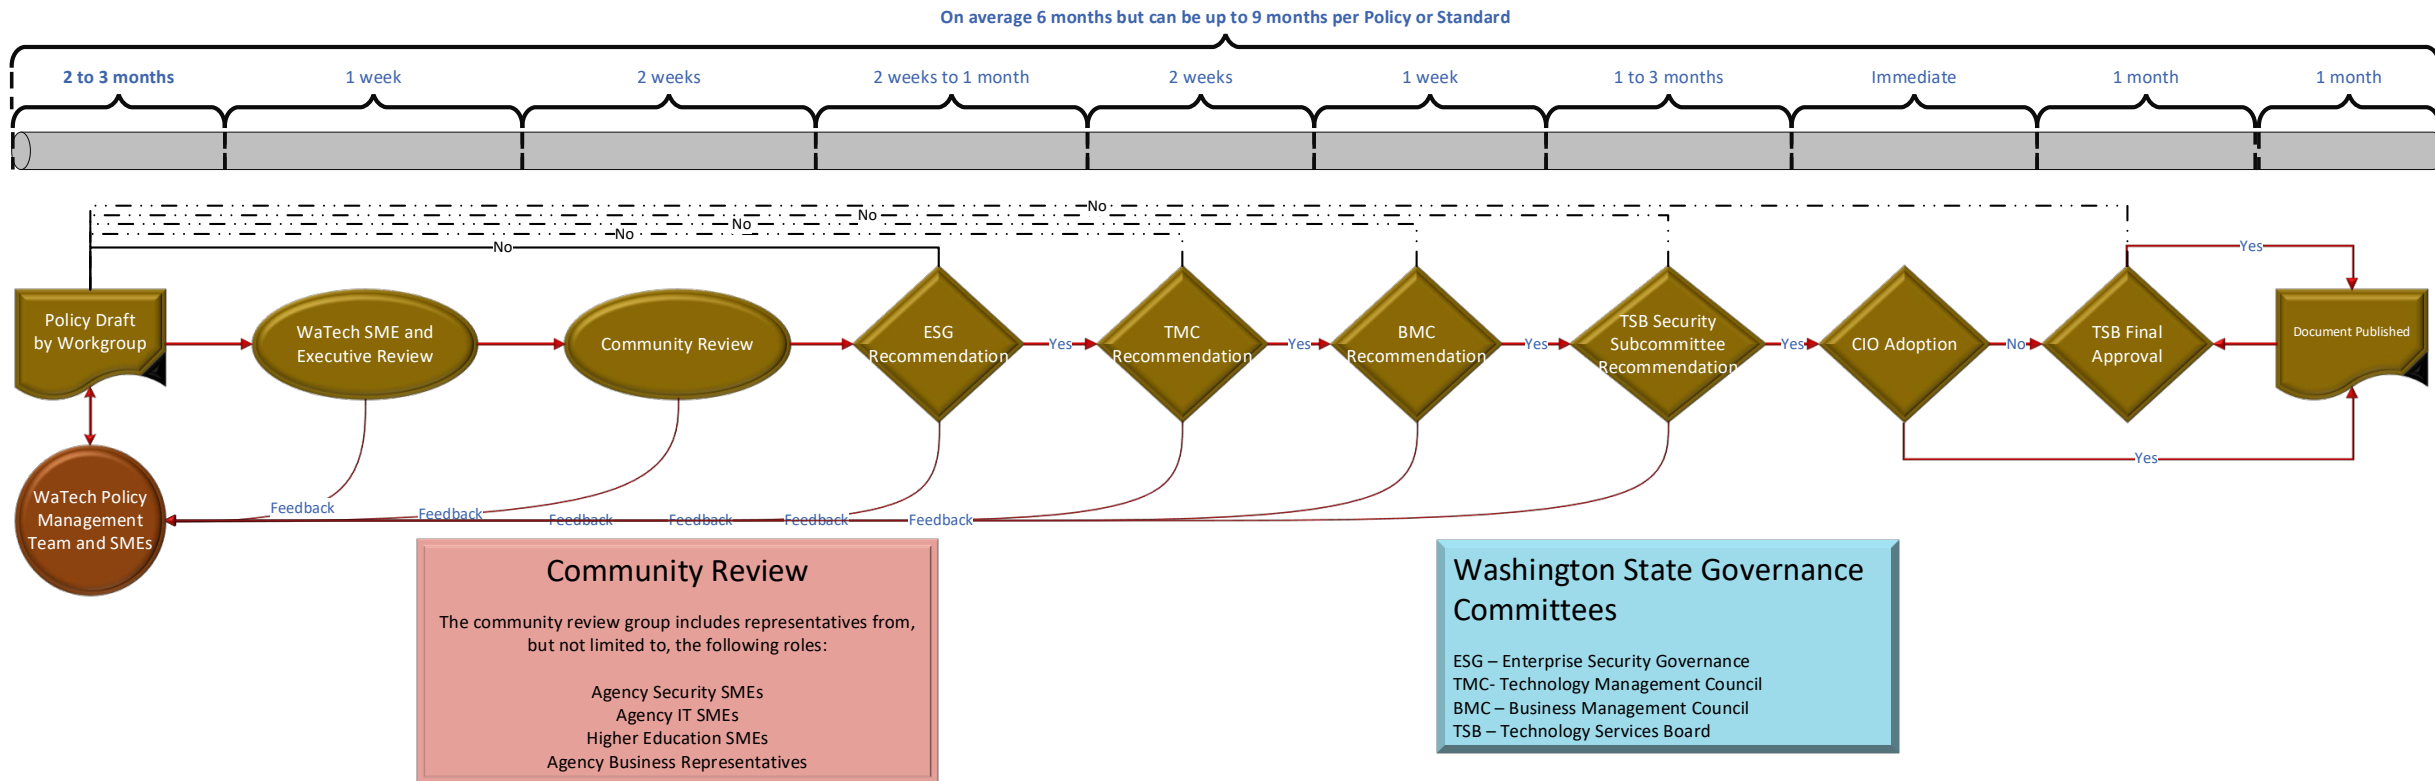 On average 6 months but can be up to 9 months per Policy or Standard
2 to 3 months
1 week
2 weeks
2 weeks to 1 month
2 weeks
1 week
1 to 3 months
Immediate
1 month
1 month
No
No
No
No
No
Yes
Policy Draft
by Workgroup
WaTech SME and
Executive Review
Community Review
ESG
Recommendation
Yes
TMC
Recommendation
Yes
BMC
Recommendation
Yes
TSB Security
Subcommittee
Recommendation
Yes
CIO Adoption
No
TSB Final
Approval
Document Published
Yes
WaTech Policy
Management
Team and SMEs
Feedback
Feedback
Feedback
Feedback
Feedback
Feedback
Community Review
The community review group includes representatives from,
but not limited to, the following roles:
Agency Security SMEs
Agency IT SMEs
Higher Education SMEs
Agency Business Representatives
Washington State Governance
Committees
ESG – Enterprise Security Governance
TMC- Technology Management Council
BMC – Business Management Council
TSB – Technology Services Board